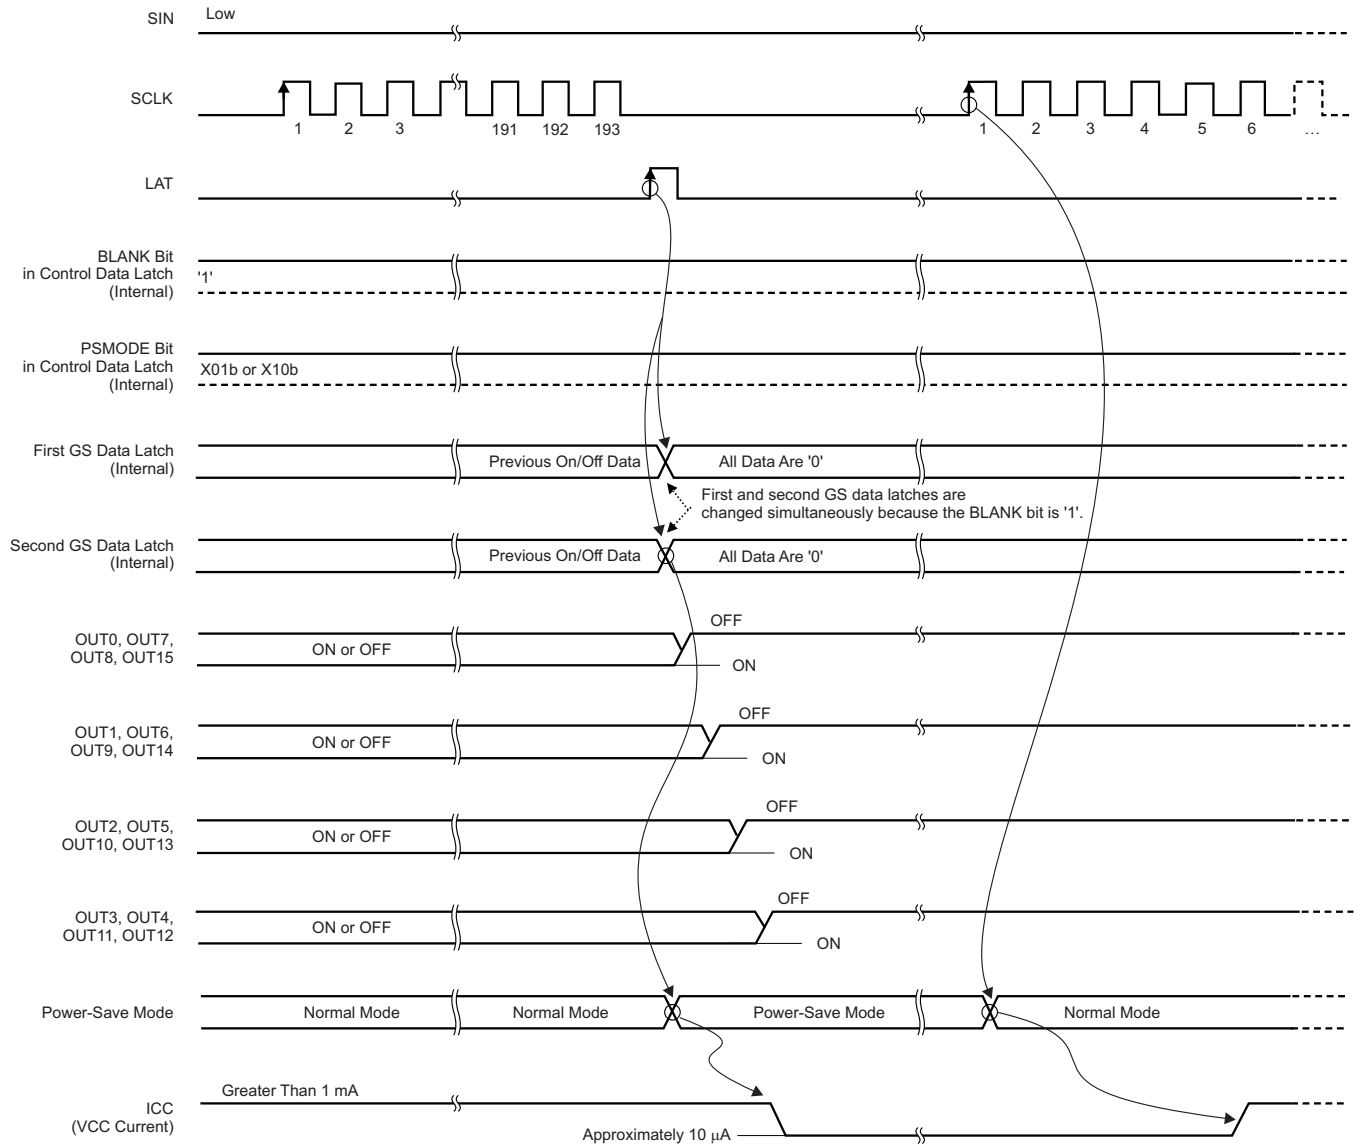 SIN
Low
SCLK
1 2 3 191 192 193 1 2 3 4 5 6 ...
LAT
BLANK Bit
in Control Data Latch
(Internal)
'1'
PSMODE Bit
in Control Data Latch
(Internal)
X01b or X10b
First GS Data Latch
(Internal)
Previous On/Off Data
All Data Are '0'
First and second GS data latches are
changed simultaneously because the BLANK bit is '1'.
Second GS Data Latch
(Internal)
Previous On/Off Data
All Data Are '0'
OUT0, OUT7,
OUT8, OUT15
ON or OFF
OFF
ON
OUT1, OUT6,
OUT9, OUT14
ON or OFF
OFF
ON
OUT2, OUT5,
OUT10, OUT13
ON or OFF
OFF
ON
OUT3, OUT4,
OUT11, OUT12
ON or OFF
OFF
ON
Power-Save Mode
Normal Mode
Normal Mode
Power-Save Mode
Normal Mode
ICC
(VCC Current)
Greater Than 1 mA
Approximately 10 μA